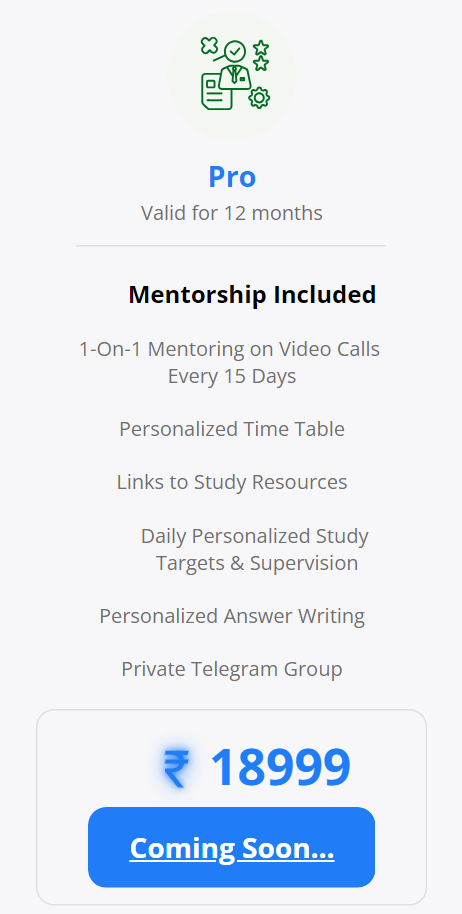 Pro
Valid for 12 months
Mentorship Included
1-On-1 Mentoring on Video Calls
Every 15 Days
Personalized Time Table
Links to Study Resources
Daily Personalized Study
Targets & Supervision
Personalized Answer Writing
Private Telegram Group
₹ 18999
Coming Soon...